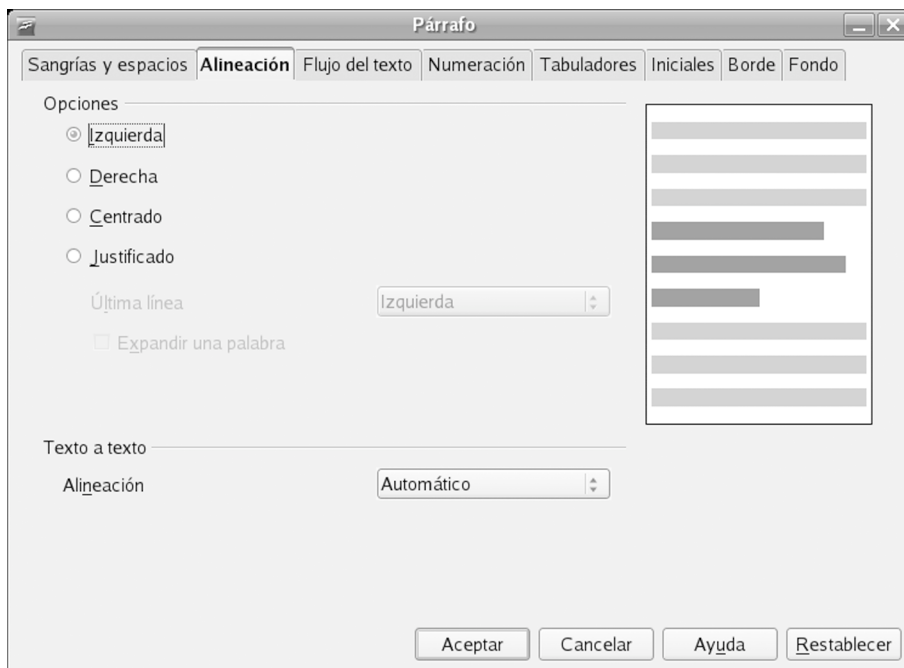 Párrafo
Sangrías y espacios Alineación Flujo del texto Numeración Tabuladores Iniciales Borde Fondo
Opciones
Izquierda
Derecha
Centrado
Justificado
Última línea Izquierda
Expandir una palabra
Texto a texto
Alineación Automático
Aceptar Cancelar Ayuda Restablecer